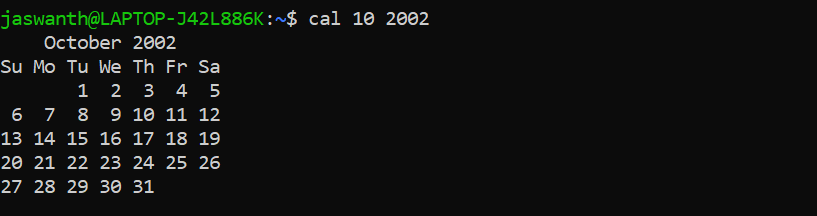 jaswanth@LAPTOP-J42L886K:~$ cal 10 2002
    October 2002
Su Mo Tu We Th Fr Sa
       1  2  3  4  5
 6  7  8  9 10 11 12
13 14 15 16 17 18 19
20 21 22 23 24 25 26
27 28 29 30 31